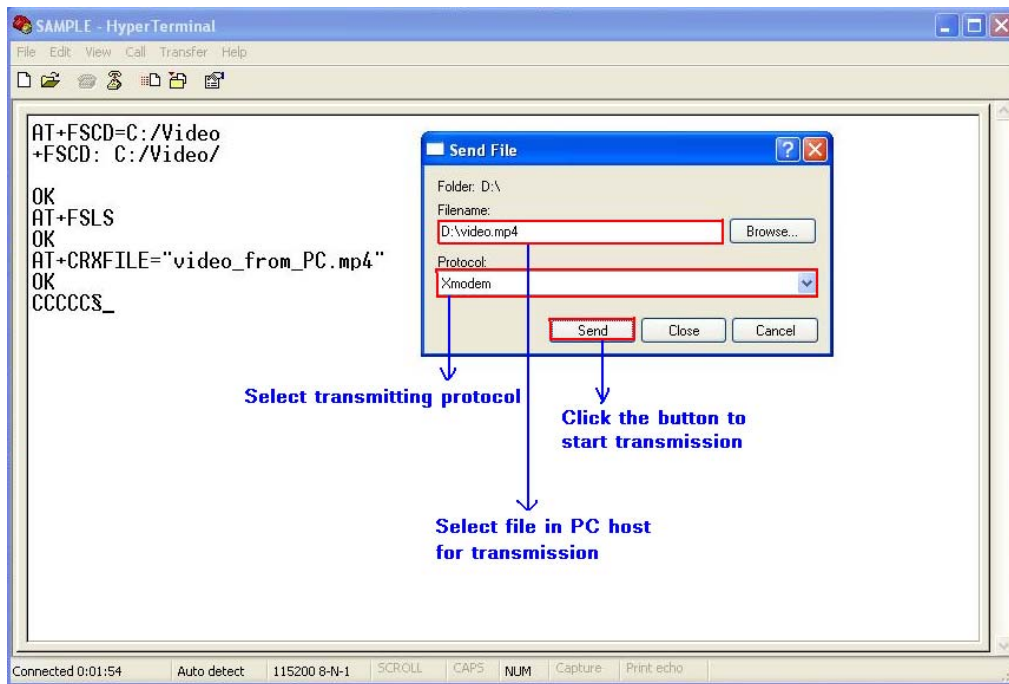 SAMPLE - HyperTerminal
File Edit View Call Transfer Help
AT+FSCD=C:/Video
+FSCD: C:/Video/
OK
AT+FSLS
OK
AT+CRXFILE="video_from_PC.mp4"
OK
CCCCC§_
Send File
Folder: D:\
Filename:
D:\video.mp4
Browse...
Protocol:
Xmodem
Send Close Cancel
Select transmitting protocol
Click the button to
start transmission
Select file in PC host
for transmission
Connected 0:01:54 Auto detect 115200 8-N-1 SCROLL CAPS NUM Capture Print echo